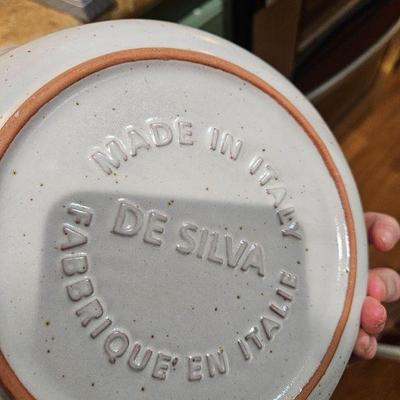 MADE IN ITALY
DE SILVA
FABBRIQUE' EN ITALIE